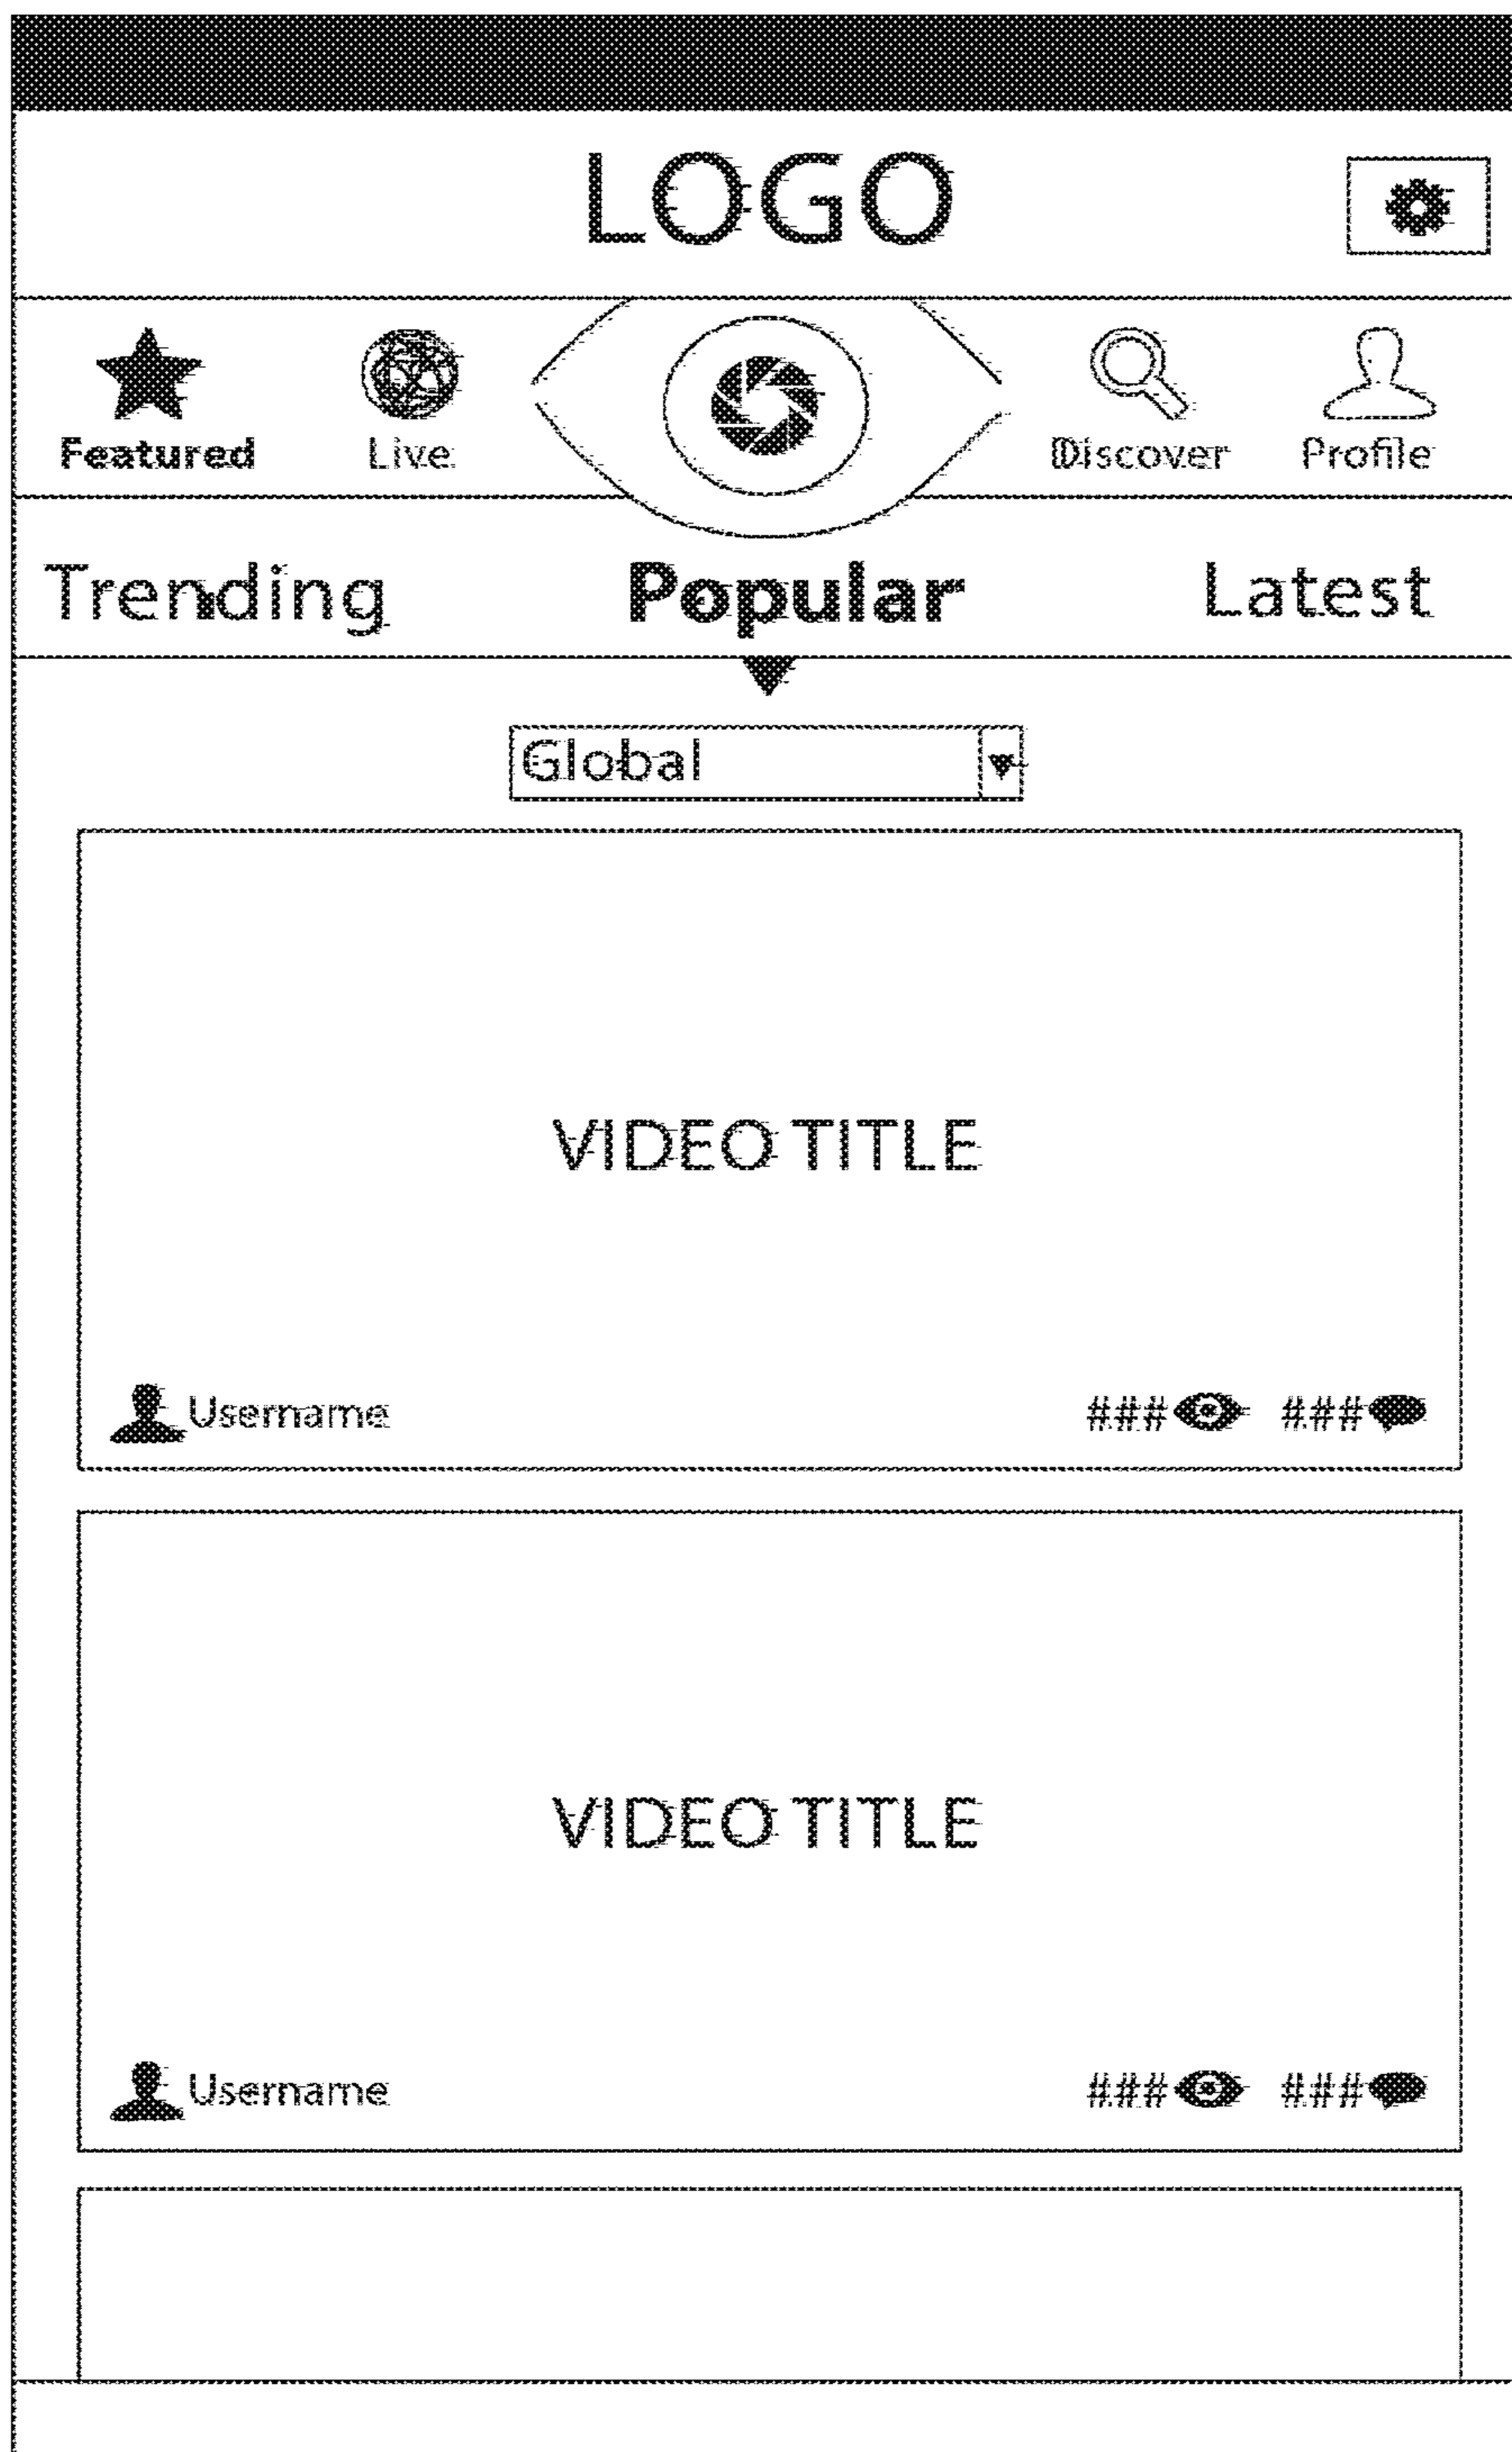 LOGO
Featured Live Discover Profile
Trending Popular Latest
Global
VIDEO TITLE
Username ### ###
VIDEO TITLE
Username ### ###